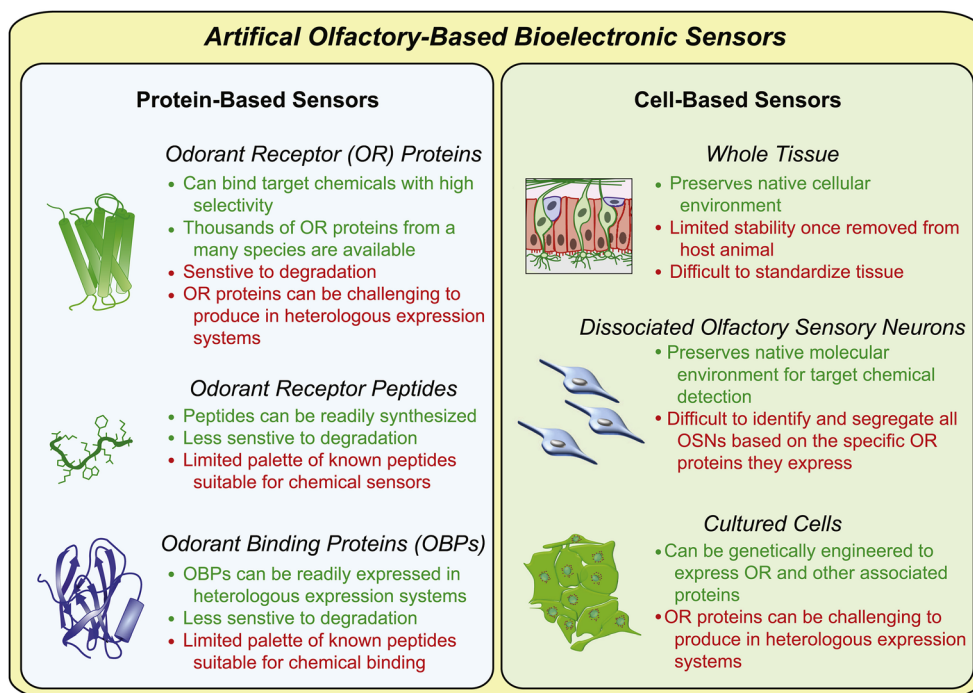 Artifical Olfactory-Based Bioelectronic Sensors
Protein-Based Sensors
Odorant Receptor (OR) Proteins
• Can bind target chemicals with high
selectivity
• Thousands of OR proteins from a
many species are available
• Senstive to degradation
• OR proteins can be challenging to
produce in heterologous expression
systems
Odorant Receptor Peptides
• Peptides can be readily synthesized
• Less senstive to degradation
• Limited palette of known peptides
suitable for chemical sensors
Odorant Binding Proteins (OBPs)
• OBPs can be readily expressed in
heterologous expression systems
• Less senstive to degradation
• Limited palette of known peptides
suitable for chemical binding
Cell-Based Sensors
Whole Tissue
• Preserves native cellular
environment
• Limited stability once removed from
host animal
• Difficult to standardize tissue
Dissociated Olfactory Sensory Neurons
• Preserves native molecular
environment for target chemical
detection
• Difficult to identify and segregate all
OSNs based on the specific OR
proteins they express
Cultured Cells
• Can be genetically engineered to
express OR and other associated
proteins
• OR proteins can be challenging to
produce in heterologous expression
systems